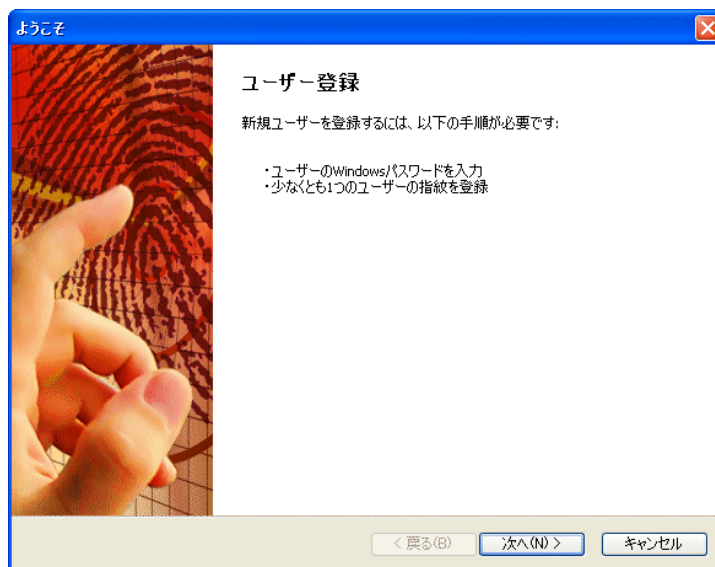 ようこそ
ユーザー登録
新規ユーザーを登録するには、以下の手順が必要です:
・ユーザーのWindowsパスワードを入力
・少なくとも1つのユーザーの指紋を登録
< 戻る(B)
次へ(N) >
キャンセル